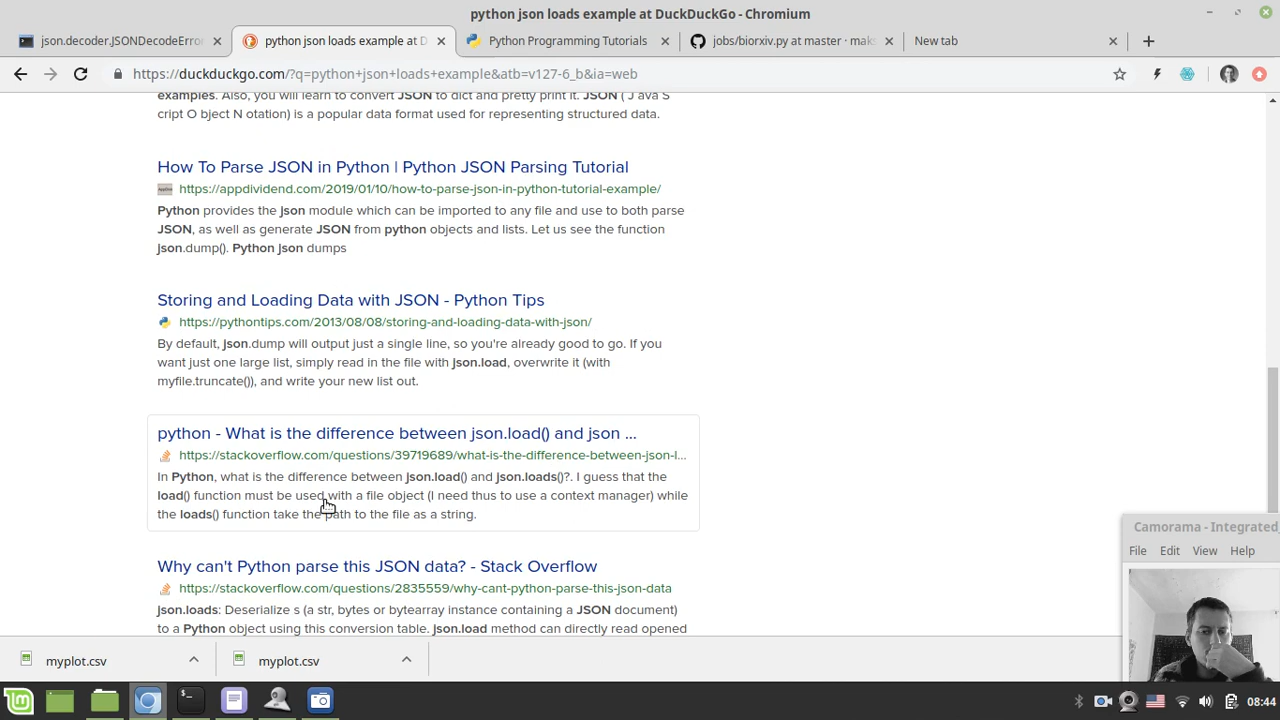 python json loads example at DuckDuckGo - Chromium
json.decoder.JSONDecodeErro
python json loads example at D
Python Programming Tutorials
jobs/biorxiv.py at master · mak
New tab
https://duckduckgo.com/?q=python+json+loads+example&atb=v127-6_b&ia=web
examples. Also, you will learn to convert JSON to dict and pretty print it. JSON ( J ava S
cript O bject N otation) is a popular data format used for representing structured data.
How To Parse JSON in Python | Python JSON Parsing Tutorial
https://appdividend.com/2019/01/10/how-to-parse-json-in-python-tutorial-example/
Python provides the json module which can be imported to any file and use to both parse
JSON, as well as generate JSON from python objects and lists. Let us see the function
json.dump(). Python json dumps
Storing and Loading Data with JSON - Python Tips
https://pythontips.com/2013/08/08/storing-and-loading-data-with-json/
By default, json.dump will output just a single line, so you're already good to go. If you
want just one large list, simply read in the file with json.load, overwrite it (with
myfile.truncate()), and write your new list out.
python - What is the difference between json.load() and json ...
https://stackoverflow.com/questions/39719689/what-is-the-difference-between-json-l...
In Python, what is the difference between json.load() and json.loads()?. I guess that the
load() function must be used with a file object (I need thus to use a context manager) while
the loads() function take the path to the file as a string.
Why can't Python parse this JSON data? - Stack Overflow
https://stackoverflow.com/questions/2835559/why-cant-python-parse-this-json-data
json.loads: Deserialize s (a str, bytes or bytearray instance containing a JSON document)
to a Python object using this conversion table. json.load method can directly read opened
Camorama - Integrated
File Edit View Help
myplot.csv
myplot.csv
08:44